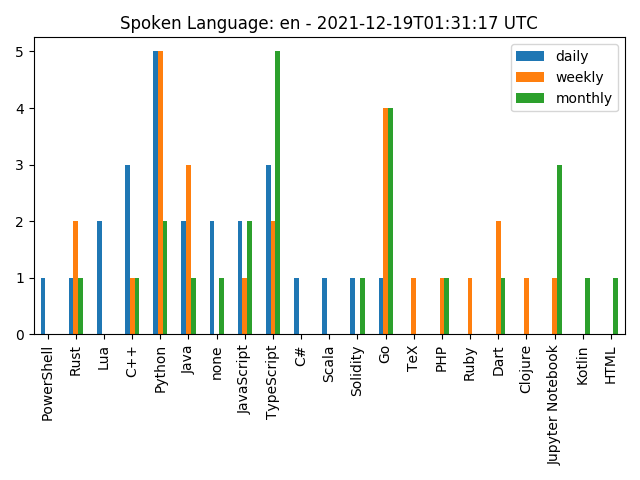 Spoken Language: en - 2021-12-19T01:31:17 UTC
daily
weekly
monthly
5
4
3
2
1
0
PowerShell
Rust
Lua
C++
Python
Java
none
JavaScript
TypeScript
C#
Scala
Solidity
Go
TeX
PHP
Ruby
Dart
Clojure
Jupyter Notebook
Kotlin
HTML